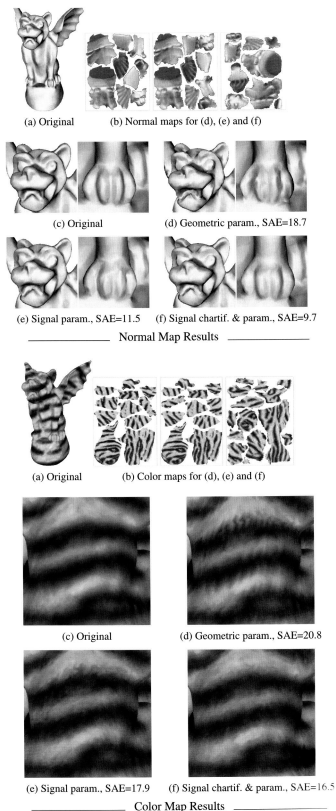 (a) Original
(b) Normal maps for (d), (e) and (f)
(c) Original
(d) Geometric param., SAE=18.7
(e) Signal param., SAE=11.5
(f) Signal chartif. & param., SAE=9.7
Normal Map Results
(a) Original
(b) Color maps for (d), (e) and (f)
(c) Original
(d) Geometric param., SAE=20.8
(e) Signal param., SAE=17.9
(f) Signal chartif. & param., SAE=16.5
Color Map Results